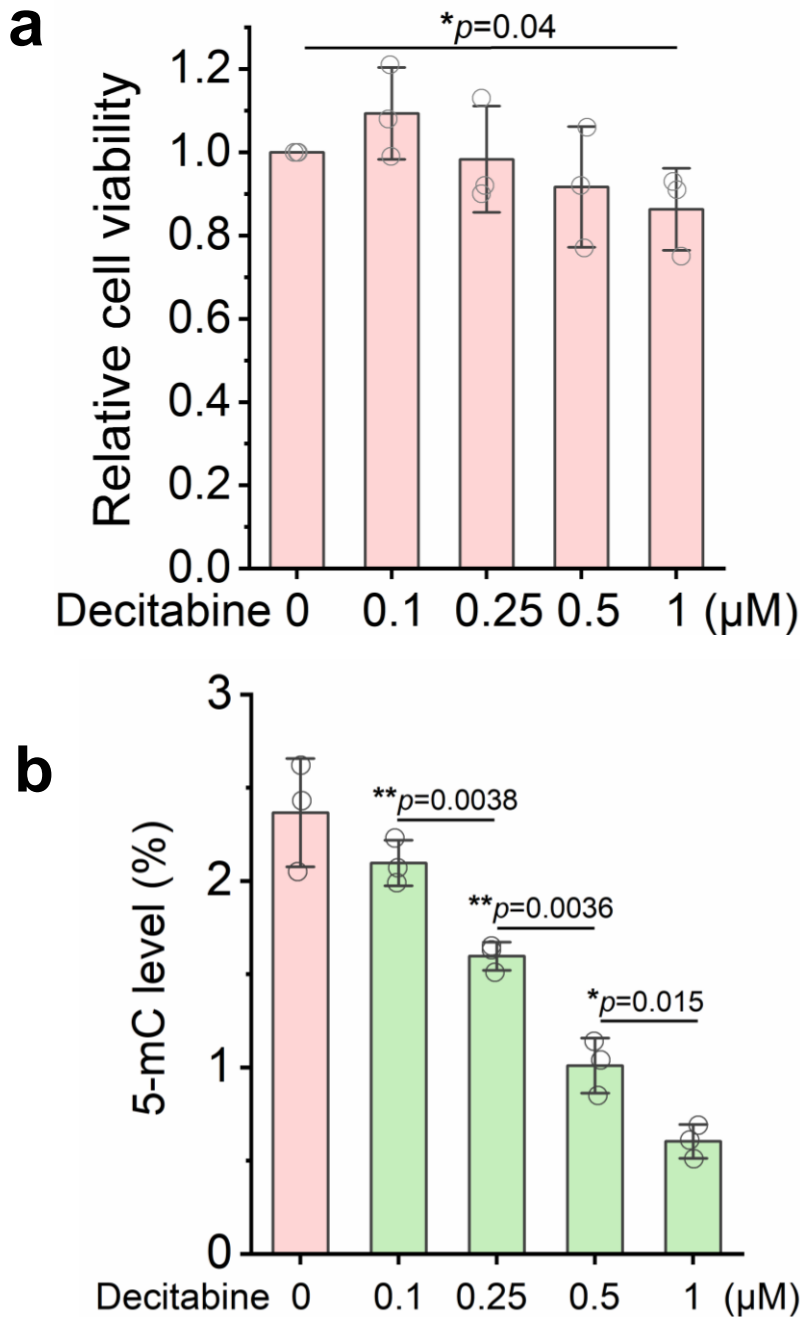 a
*p=0.04
Relative cell viability
1.2
1.0
0.8
0.6
0.4
0.2
0.0
Decitabine 0 0.1 0.25 0.5 1 (μM)
b
5-mC level (%)
3
2
1
0
**p=0.0038
**p=0.0036
*p=0.015
Decitabine 0 0.1 0.25 0.5 1 (μM)